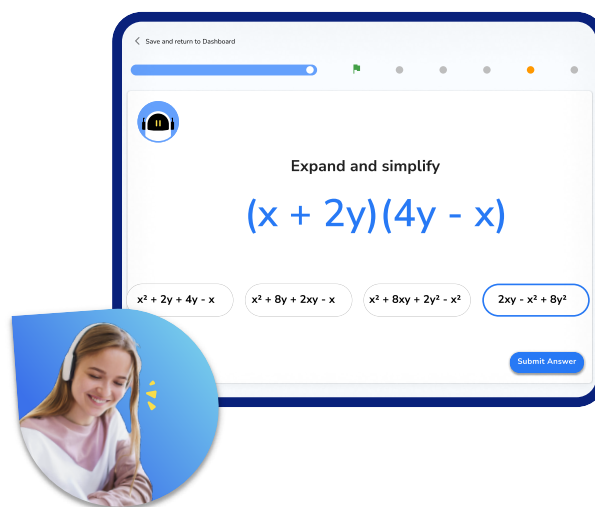 Save and return to Dashboard
Expand and simplify
(x + 2y)(4y - x)
x² + 2y + 4y - x
x² + 8y + 2xy - x
x² + 8xy + 2y² - x²
2xy - x² + 8y²
Submit Answer